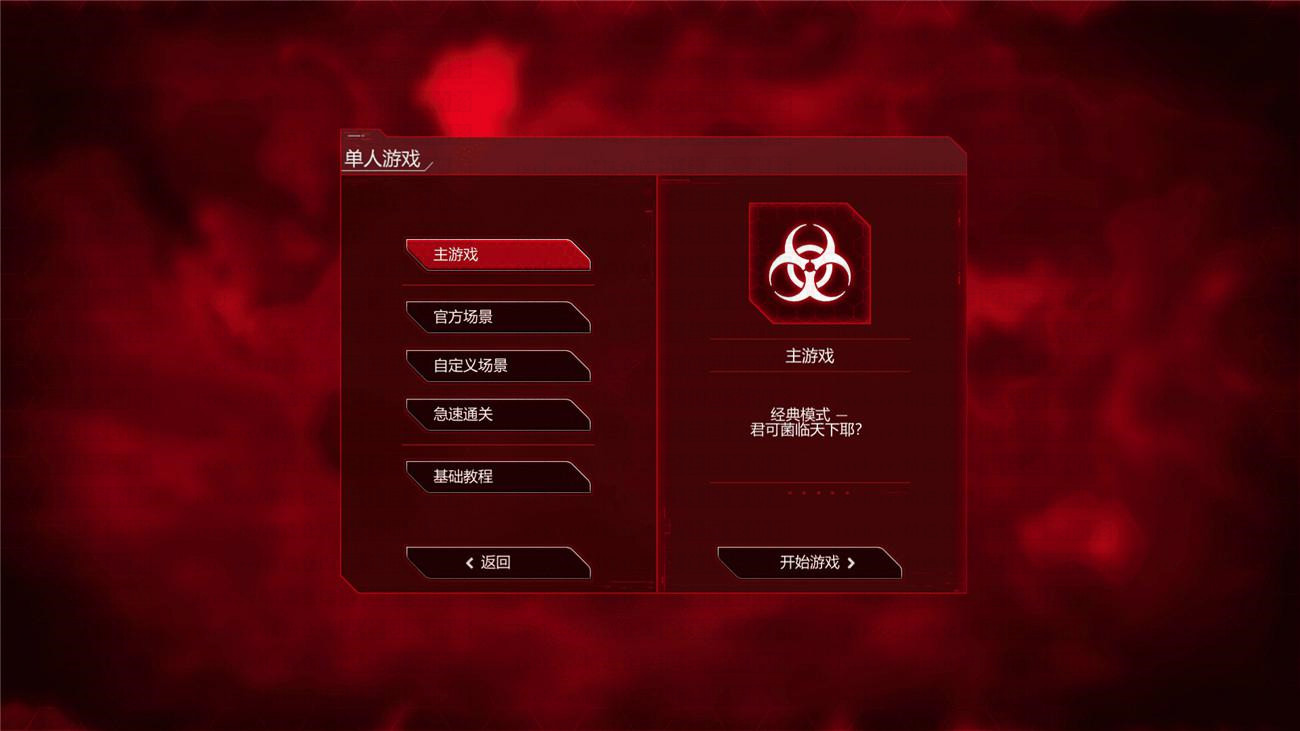 单人游戏
主游戏
官方场景
自定义场景
急速通关
基础教程
返回
主游戏
经典模式 —
君可菌临天下耶?
开始游戏